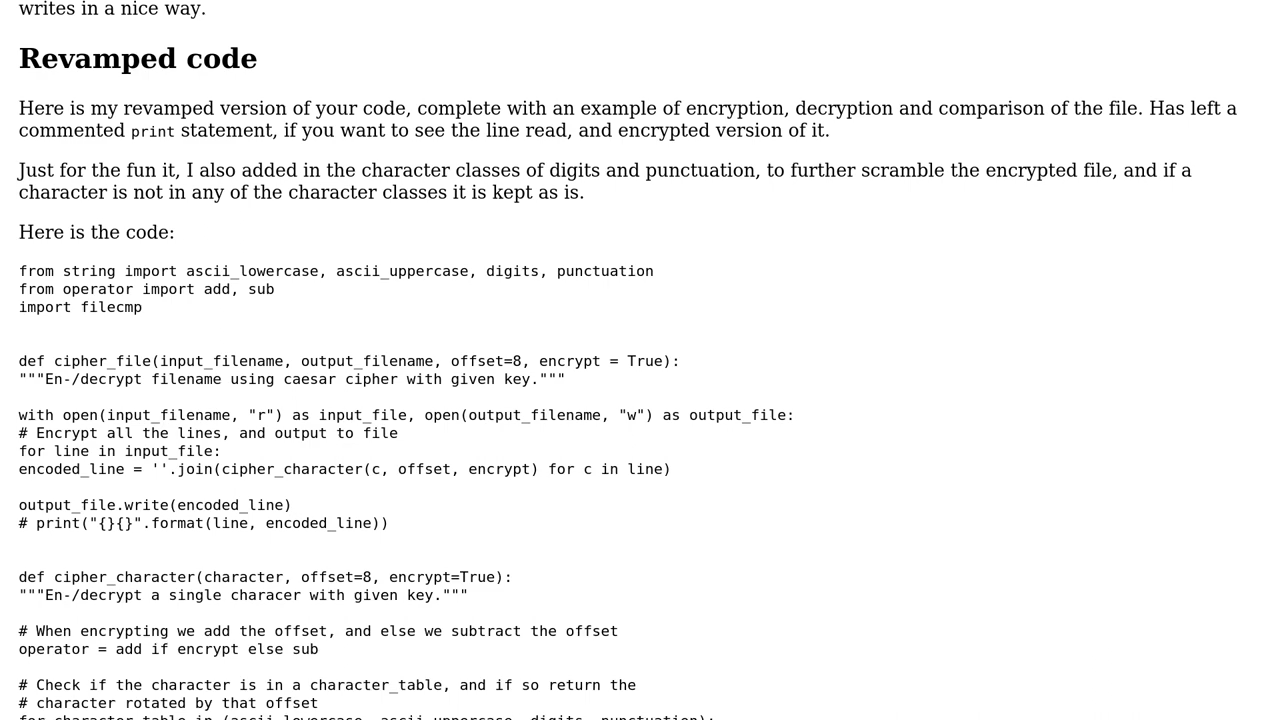 writes in a nice way.
Revamped code
Here is my revamped version of your code, complete with an example of encryption, decryption and comparison of the file. Has left a
commented print statement, if you want to see the line read, and encrypted version of it.
Just for the fun it, I also added in the character classes of digits and punctuation, to further scramble the encrypted file, and if a
character is not in any of the character classes it is kept as is.
Here is the code:
from string import ascii_lowercase, ascii_uppercase, digits, punctuation
from operator import add, sub
import filecmp
def cipher_file(input_filename, output_filename, offset=8, encrypt = True):
"""En-/decrypt filename using caesar cipher with given key."""
with open(input_filename, "r") as input_file, open(output_filename, "w") as output_file:
# Encrypt all the lines, and output to file
for line in input_file:
encoded_line = ''.join(cipher_character(c, offset, encrypt) for c in line)
output_file.write(encoded_line)
# print("{}{}".format(line, encoded_line))
def cipher_character(character, offset=8, encrypt=True):
"""En-/decrypt a single characer with given key."""
# When encrypting we add the offset, and else we subtract the offset
operator = add if encrypt else sub
# Check if the character is in a character_table, and if so return the
# character rotated by that offset
for character_table in (ascii_lowercase, ascii_uppercase, digits, punctuation):